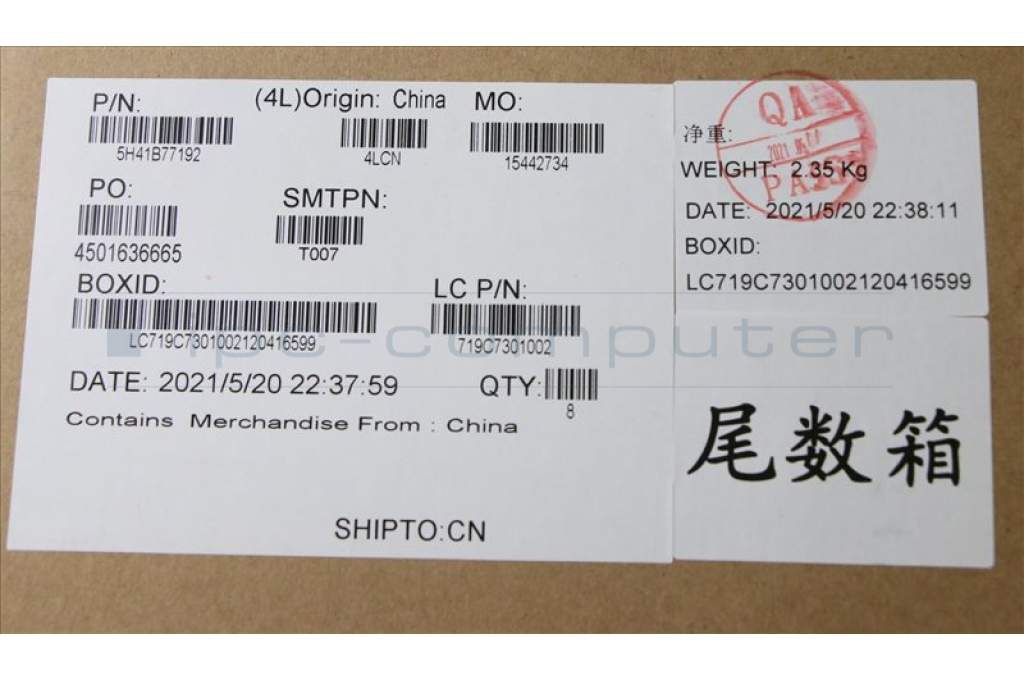 P/N: (4L)Origin: China MO:
5H41B77192 4LCN 15442734
PO: SMTPN:
4501636665 T007
BOXID: LC P/N:
LC719C7301002120416599 719C7301002
DATE: 2021/5/20 22:37:59 QTY:
8
Contains Merchandise From : China
SHIPTO:CN
QA
净重:
WEIGHT: 2.35 Kg
DATE: 2021/5/20 22:38:11
BOXID:
LC719C7301002120416599
尾数箱
ipc-computer